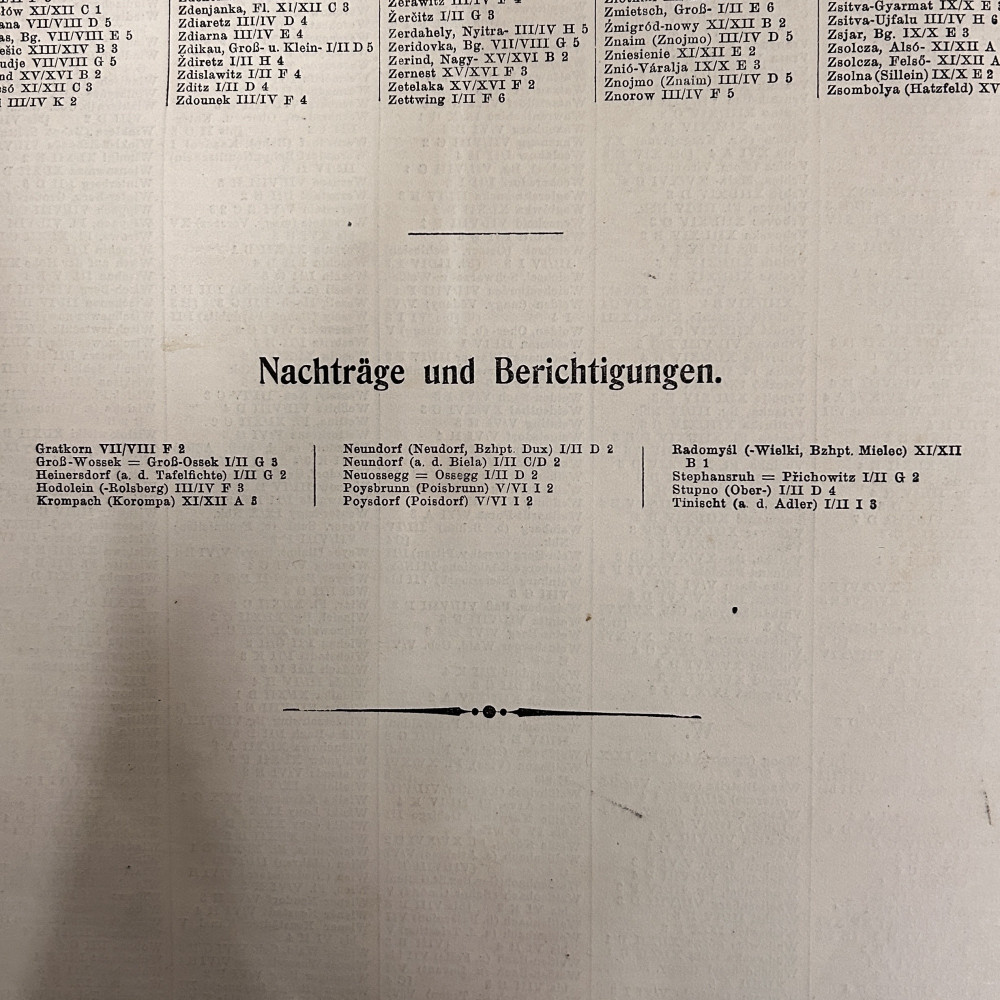 XI/XII C 1
VII/VIII D 5
Bg. VII/VIII E 5
XIII/XIV B 3
VII/VIII G 5
XV/XVI B 2
XI/XII C 2
III/IV K 2
Zdenjanka, Fl. XI/XII C 3
Zdiaretz III/IV D 4
Zdiarna III/IV E 4
Zdikau, Groß- u. Klein- I/II D 5
Ždiretz I/II H 4
Zdislawitz I/II F 4
Zditz I/II D 4
Zdounek III/IV F 4
Žerčitz I/II G 3
Zerdahely, Nyitra- III/IV H 5
Zeridovka, Bg. VII/VIII G 5
Zerind, Nagy- XV/XVI B 2
Zernest XV/XVI F 3
Zetelaka XV/XVI F 2
Zettwing I/II F 6
Zmietsch, Groß- I/II E 6
Żmigród-nowy XI/XII B 2
Znaim (Znojmo) III/IV D 5
Zniesienie XI/XII E 2
Znió-Váralja IX/X E 3
Znojmo (Znaim) III/IV D 5
Znorow III/IV F 5
Zsitva-Gyarmat IX/X E
Zsitva-Ujfalu III/IV H 6
Zsjar, Bg. IX/X E 3
Zsolcza, Alsó- XI/XII A
Zsolcza, Felső- XI/XII A
Zsolna (Sillein) IX/X E 2
Zsombolya (Hatzfeld)
Nachträge und Berichtigungen.
Gratkorn VII/VIII F 2
Groß-Wossek = Groß-Ossek I/II G 3
Heinersdorf (a. d. Tafelfichte) I/II G 2
Hodolein (-Rolsberg) III/IV F 3
Krompach (Korompa) XI/XII A 3
Neundorf (Neudorf, Bzhpt. Dux) I/II D 2
Neundorf (a. d. Biela) I/II C/D 2
Neuossegg = Ossegg I/II D 2
Poysbrunn (Poisbrunn) V/VI I 2
Poysdorf (Poisdorf) V/VI I 2
Radomyśl (-Wielki, Bzhpt. Mielec) XI/XII
B 1
Stephansruh = Přichowitz I/II G 2
Stupno (Ober-) I/II D 4
Tinischt (a. d. Adler) I/II I 3